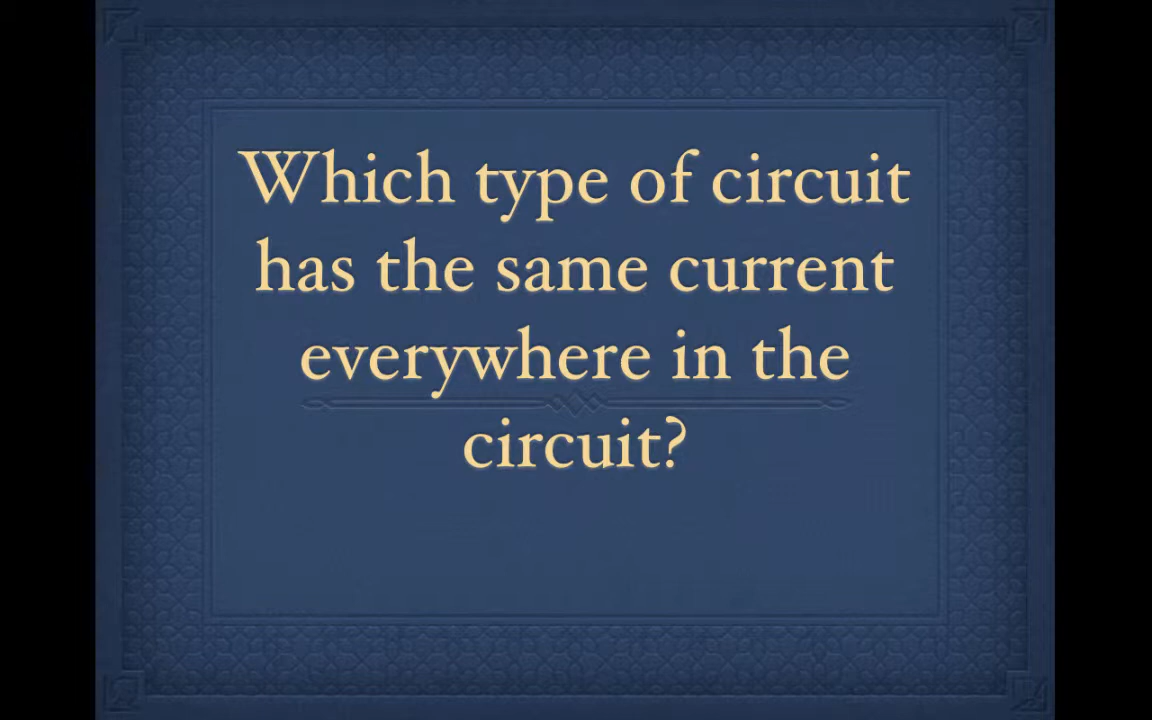 Which type of circuit
has the same current
everywhere in the
circuit?